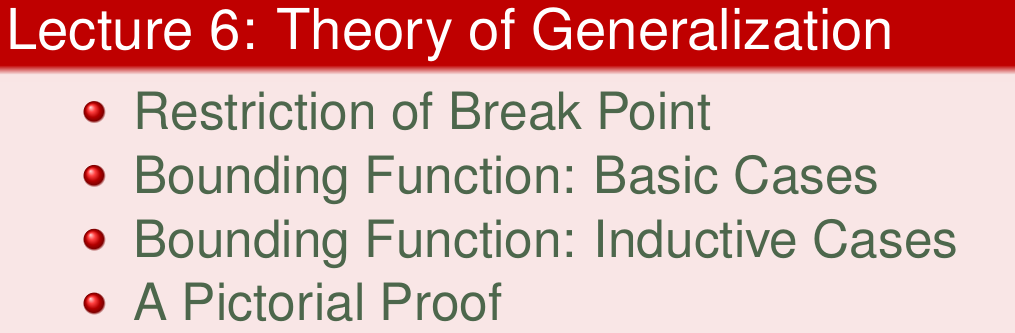 Lecture 6: Theory of Generalization
Restriction of Break Point
Bounding Function: Basic Cases
Bounding Function: Inductive Cases
A Pictorial Proof